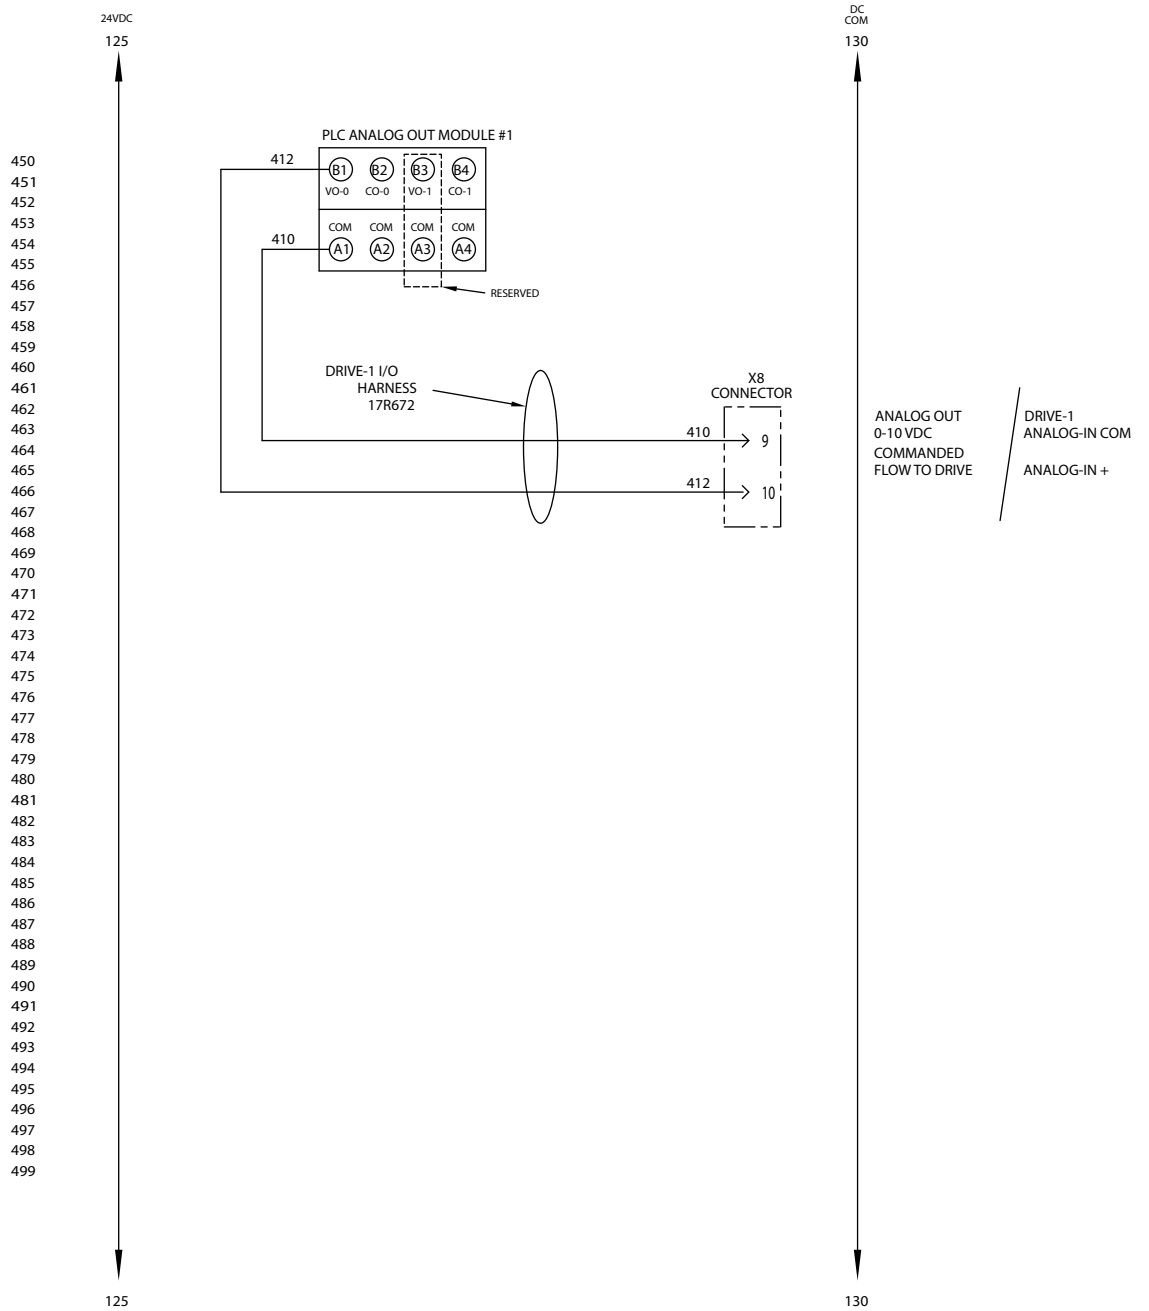 24VDC
125
DC
COM
130
PLC ANALOG OUT MODULE #1
450
451
452
453
454
455
456
457
458
459
460
461
462
463
464
465
466
467
468
469
470
471
472
473
474
475
476
477
478
479
480
481
482
483
484
485
486
487
488
489
490
491
492
493
494
495
496
497
498
499
412
B1 B2 B3 B4
VO-0 CO-0 VO-1 CO-1
COM COM COM COM
410
A1 A2 A3 A4
RESERVED
DRIVE-1 I/O
HARNESS
17R672
X8
CONNECTOR
410
9
412
10
ANALOG OUT
0-10 VDC
COMMANDED
FLOW TO DRIVE
DRIVE-1
ANALOG-IN COM
ANALOG-IN +
125
130